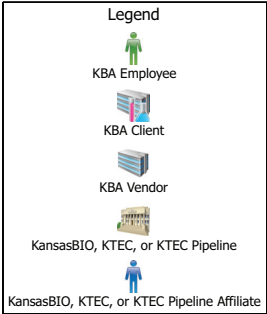 Legend
KBA Employee
KBA Client
KBA Vendor
KansasBIO, KTEC, or KTEC Pipeline
KansasBIO, KTEC, or KTEC Pipeline Affiliate